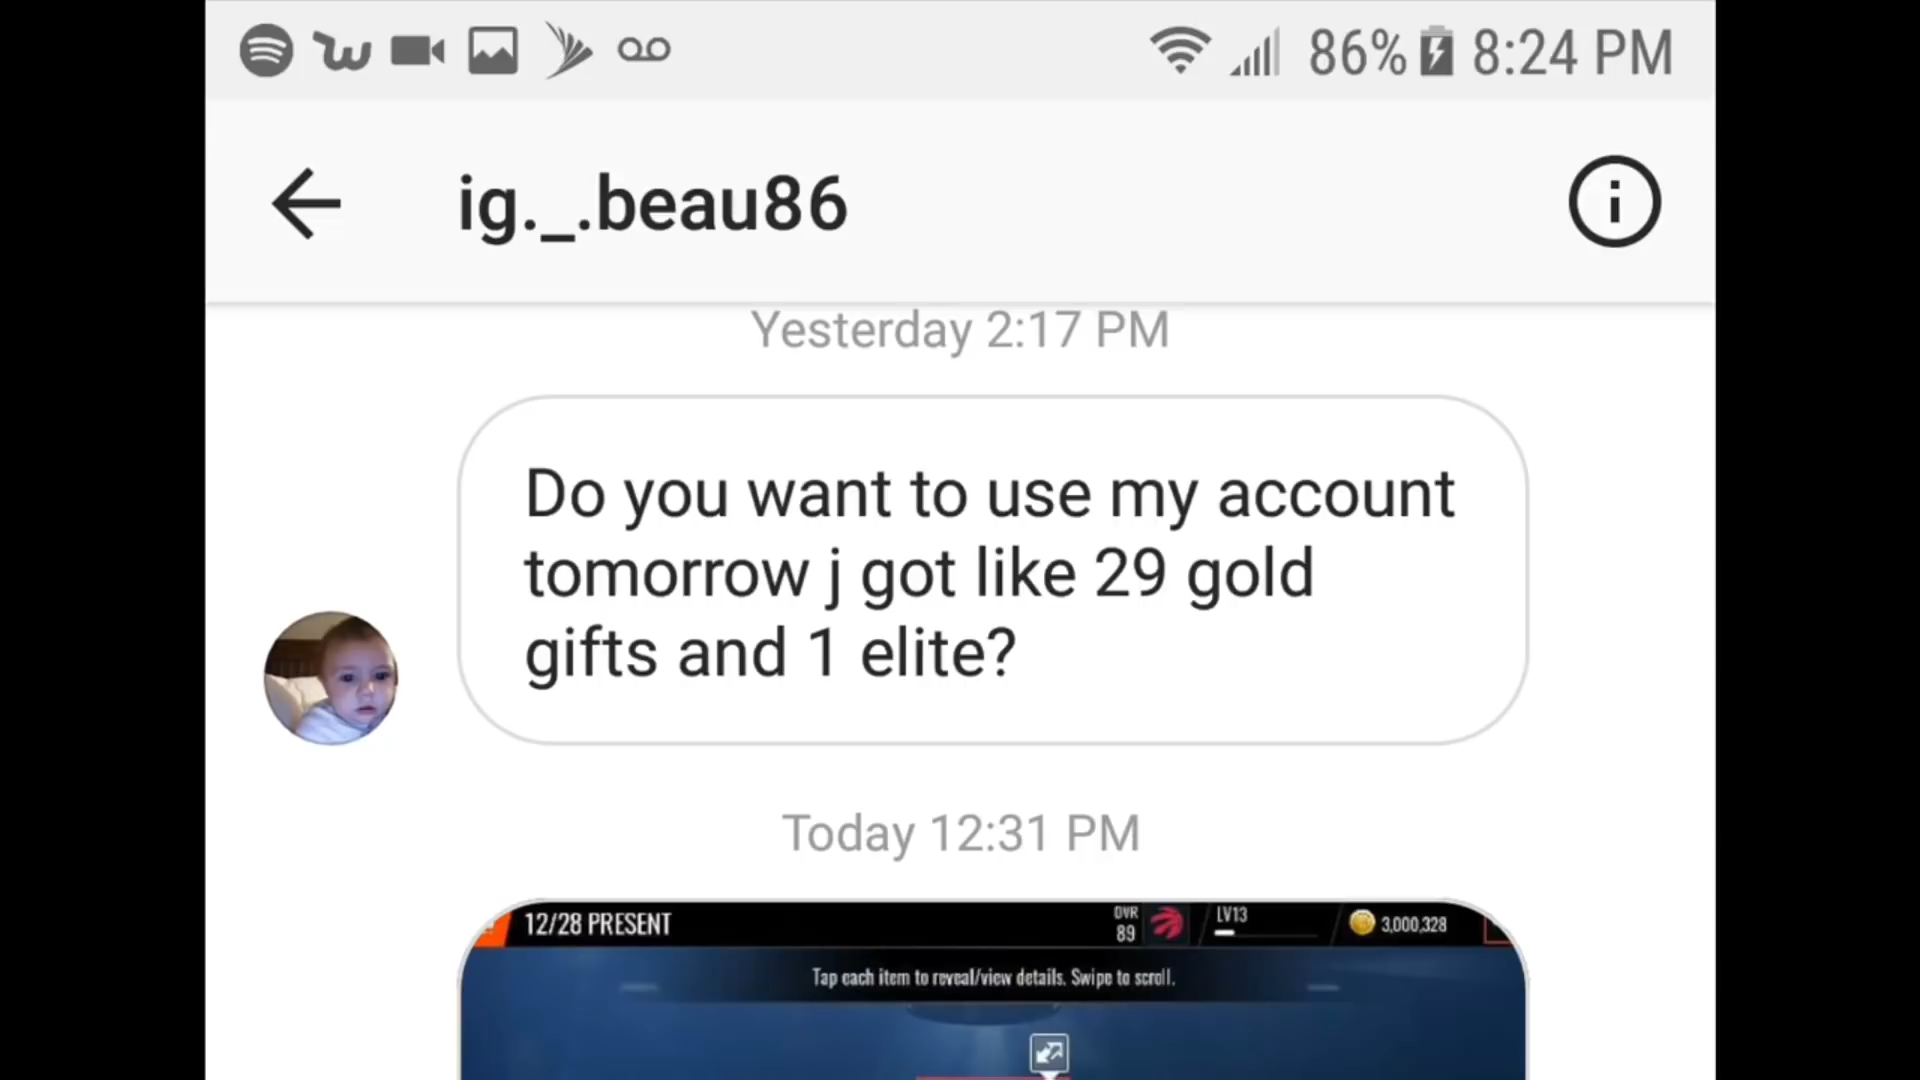 86% 8:24 PM
ig._.beau86
Yesterday 2:17 PM
Do you want to use my account
tomorrow j got like 29 gold
gifts and 1 elite?
Today 12:31 PM
12/28 PRESENT
OVR
89
LV13
3,000,328
Tap each item to reveal/view details. Swipe to scroll.